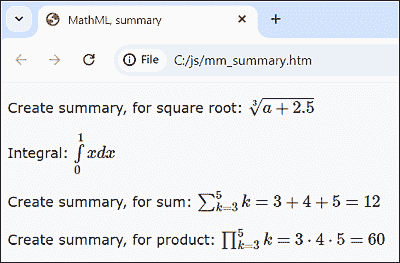 MathML, summary
File C:/js/mm_summary.htm
Create summary, for square root: ∛(a + 2.5)
Integral: ∫₀¹ xdx
Create summary, for sum: ∑ₖ₌₃⁵ k = 3 + 4 + 5 = 12
Create summary, for product: ∏ₖ₌₃⁵ k = 3 · 4 · 5 = 60